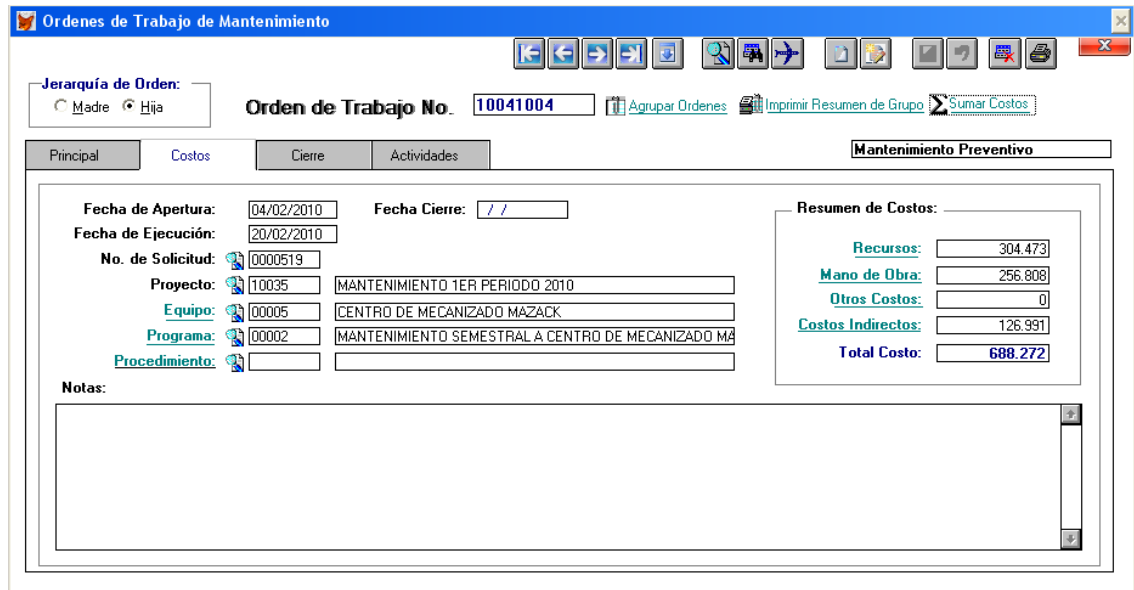 Ordenes de Trabajo de Mantenimiento
Jerarquía de Orden:
Madre Hija
Orden de Trabajo No. 10041004 Agrupar Ordenes Imprimir Resumen de Grupo Sumar Costos
Principal Costos Cierre Actividades Mantenimiento Preventivo
Fecha de Apertura: 04/02/2010 Fecha Cierre: / /
Fecha de Ejecución: 20/02/2010
No. de Solicitud: 0000519
Proyecto: 10035 MANTENIMIENTO 1ER PERIODO 2010
Equipo: 00005 CENTRO DE MECANIZADO MAZACK
Programa: 00002 MANTENIMIENTO SEMESTRAL A CENTRO DE MECANIZADO MA
Procedimiento:
Resumen de Costos:
Recursos: 304.473
Mano de Obra: 256.808
Otros Costos: 0
Costos Indirectos: 126.991
Total Costo: 688.272
Notas: